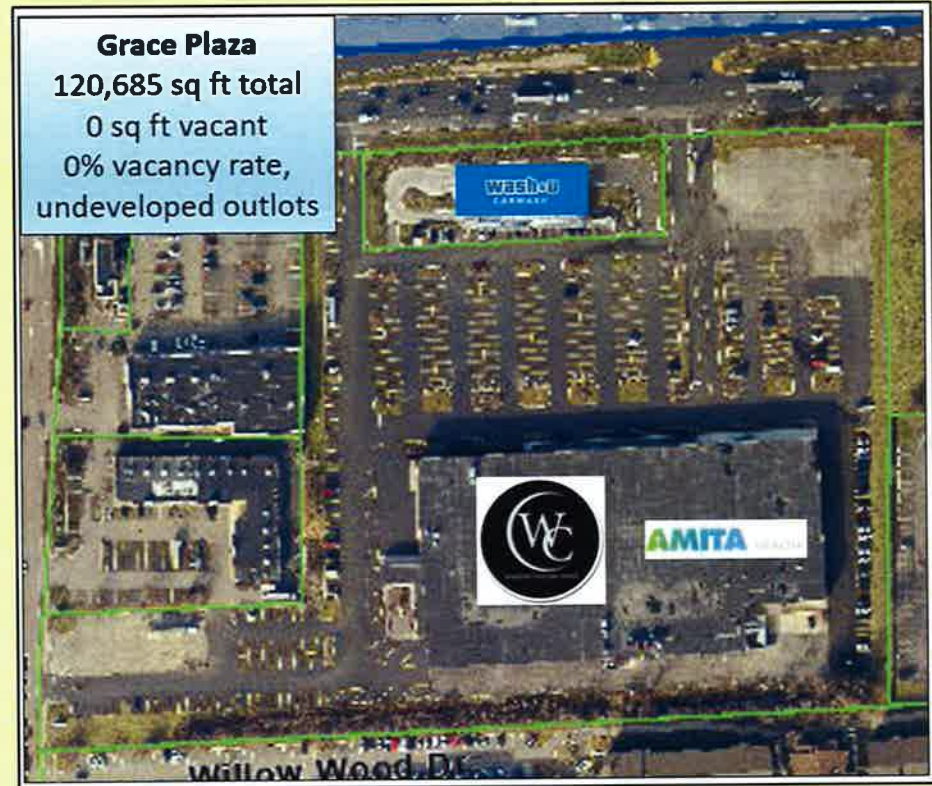 Grace Plaza
120,685 sq ft total
0 sq ft vacant
0% vacancy rate,
undeveloped outlots
wash•u
CARWASH
WC
AMITA HEALTH
Willow Wood Dr